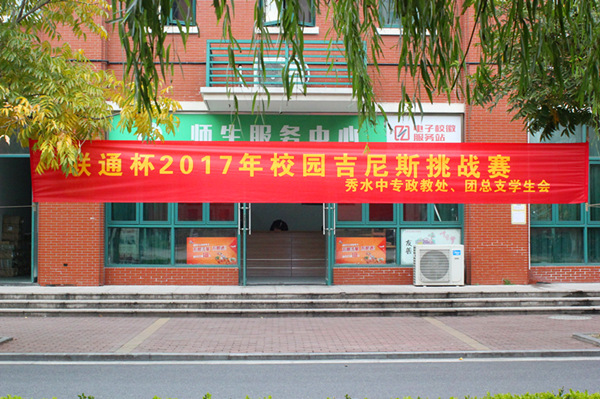 师生服务中心
电子校徽
服务站
联通杯2017年校园吉尼斯挑战赛
秀水中专政教处、团总支学生会